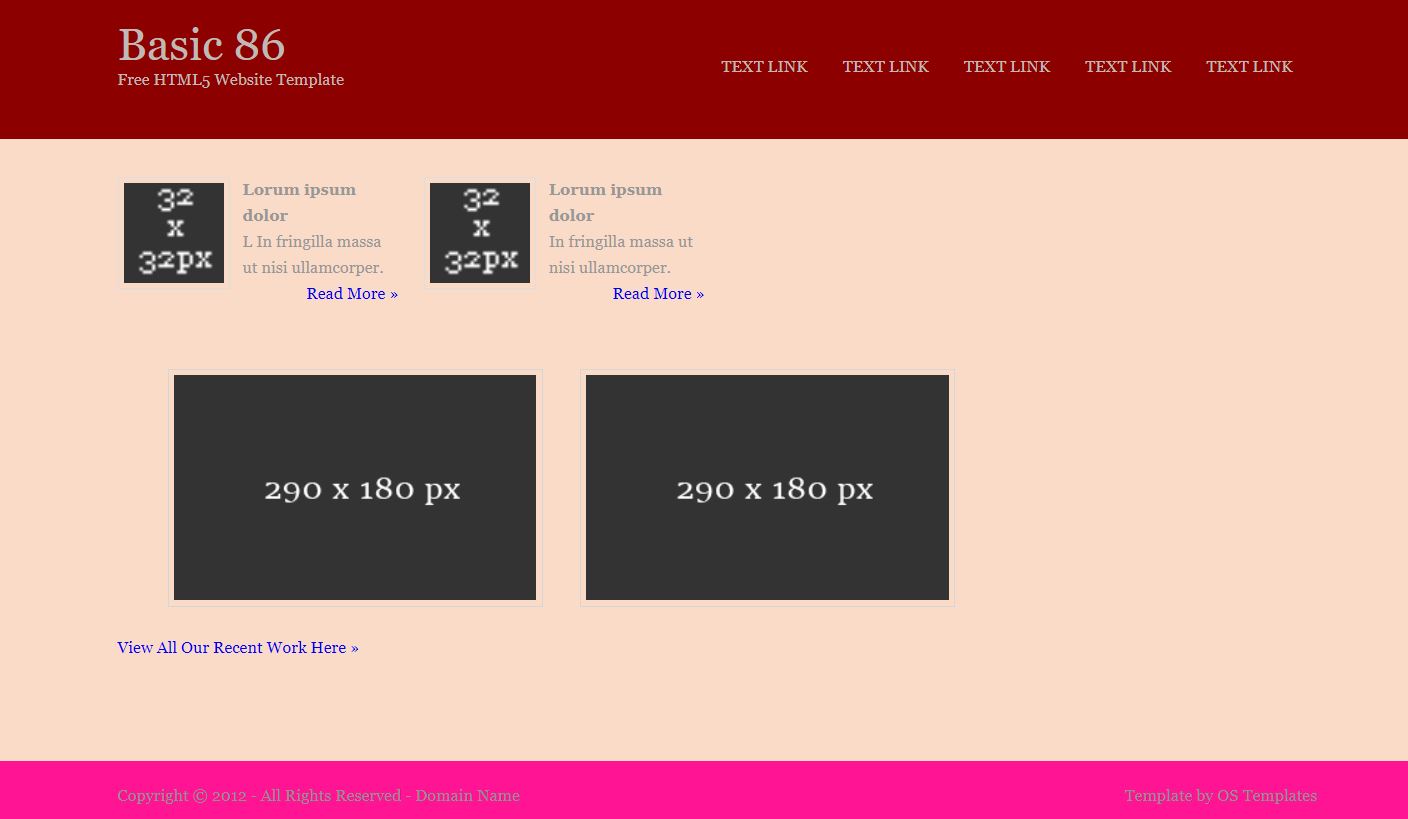 Basic 86
Free HTML5 Website Template
TEXT LINK TEXT LINK TEXT LINK TEXT LINK TEXT LINK
32
x
32px
Lorum ipsum
dolor
L In fringilla massa
ut nisi ullamcorper.
Read More »
32
x
32px
Lorum ipsum
dolor
In fringilla massa ut
nisi ullamcorper.
Read More »
290 x 180 px
290 x 180 px
View All Our Recent Work Here »
Copyright © 2012 - All Rights Reserved - Domain Name
Template by OS Templates